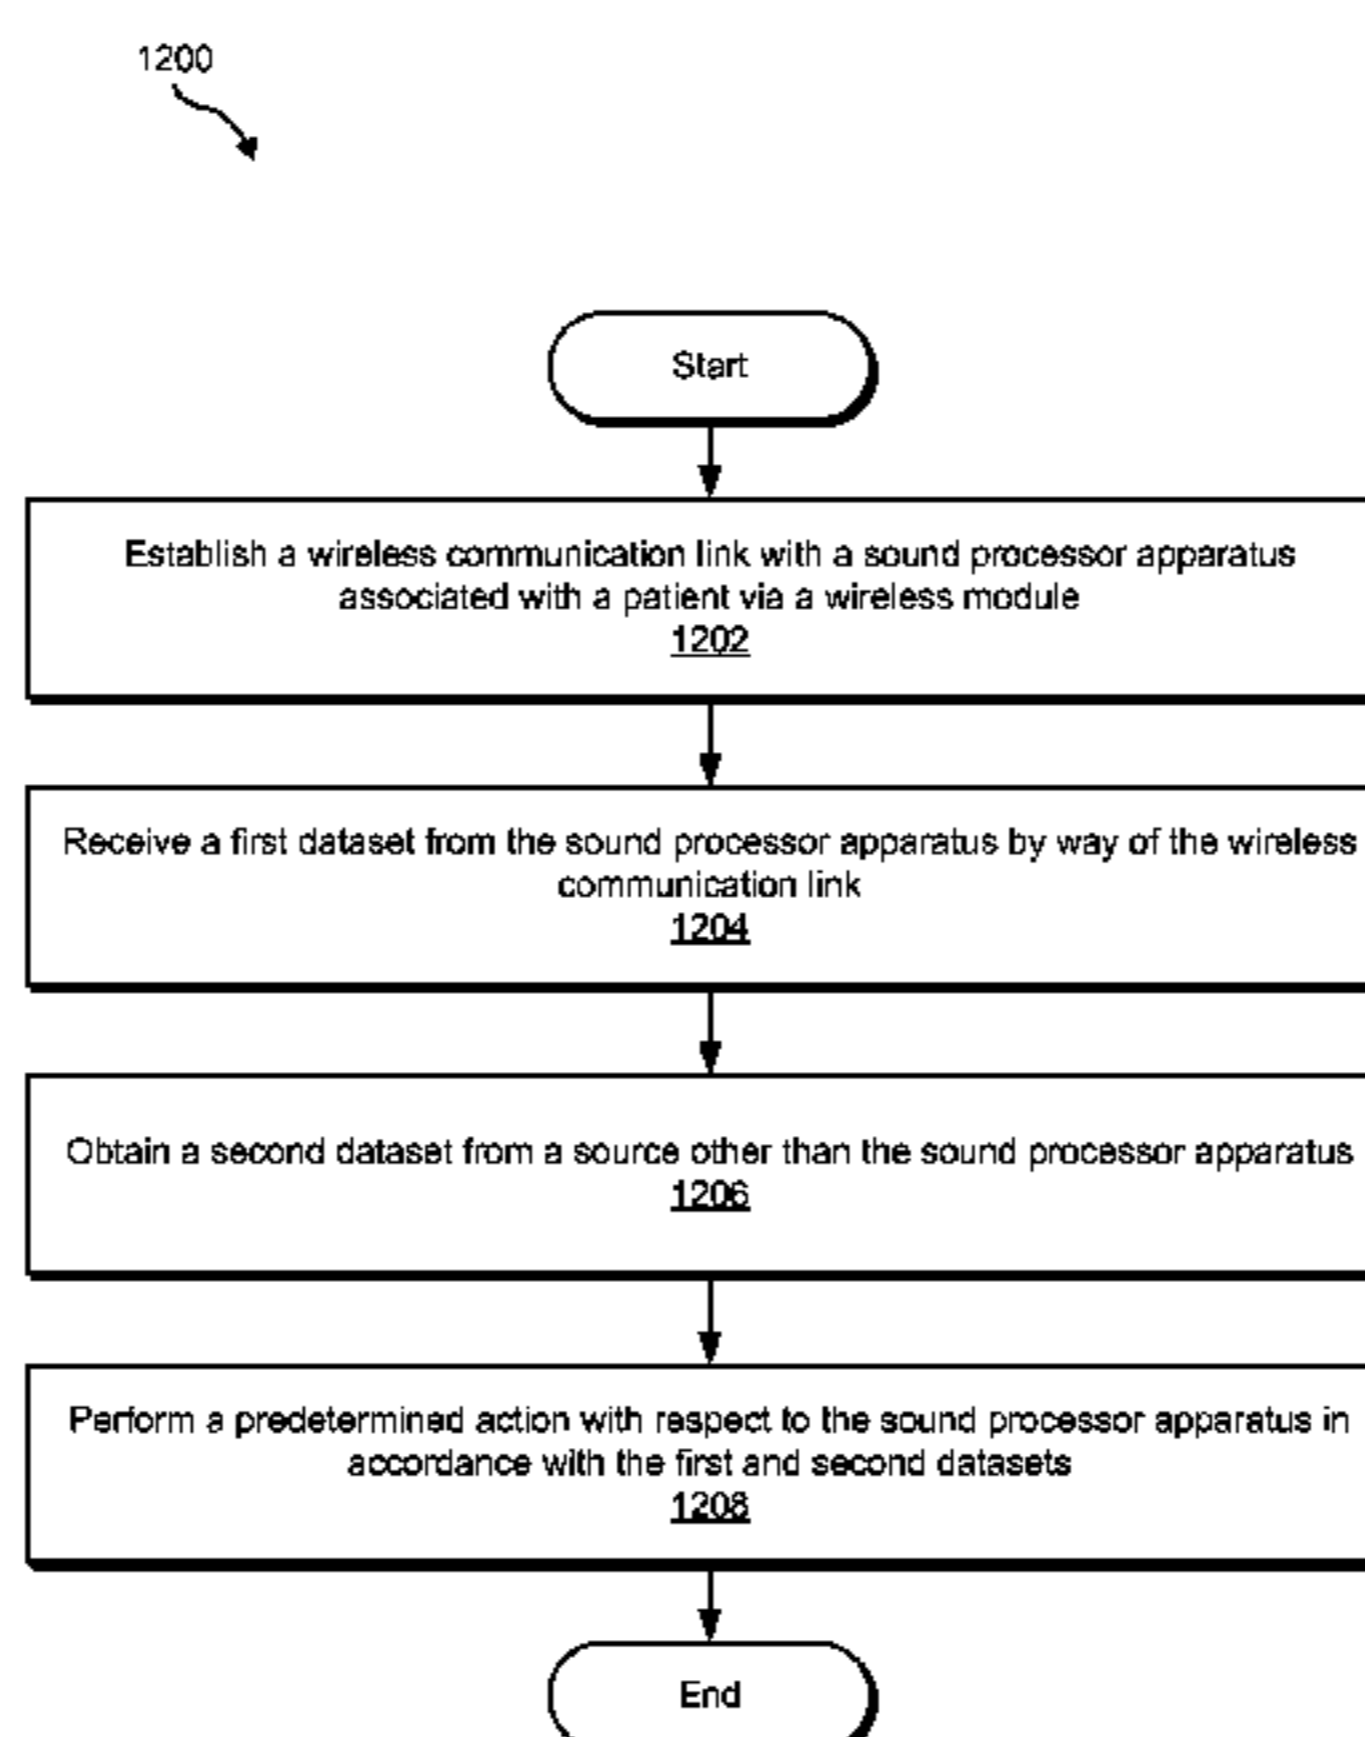 1200
Start
Establish a wireless communication link with a sound processor apparatus
associated with a patient via a wireless module
1202
Receive a first dataset from the sound processor apparatus by way of the wireless
communication link
1204
Obtain a second dataset from a source other than the sound processor apparatus
1206
Perform a predetermined action with respect to the sound processor apparatus in
accordance with the first and second datasets
1208
End